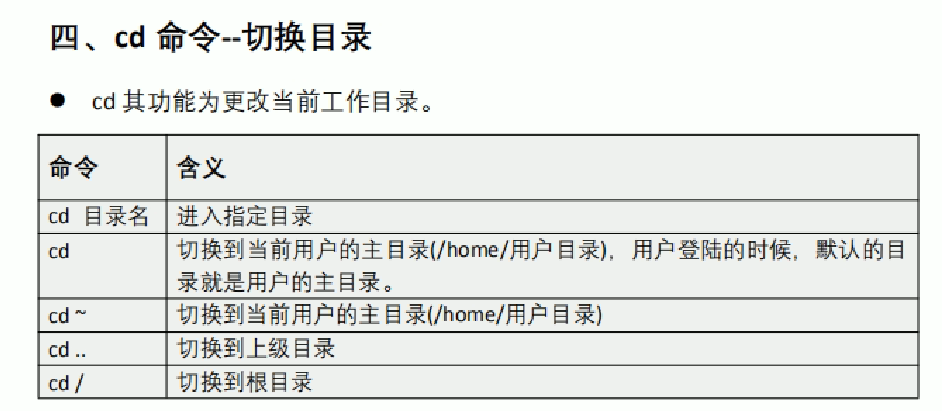 四、cd 命令--切换目录
● cd 其功能为更改当前工作目录。
命令 含义
cd 目录名 进入指定目录
cd 切换到当前用户的主目录(/home/用户目录)，用户登陆的时候，默认的目
录就是用户的主目录。
cd ~ 切换到当前用户的主目录(/home/用户目录)
cd .. 切换到上级目录
cd / 切换到根目录